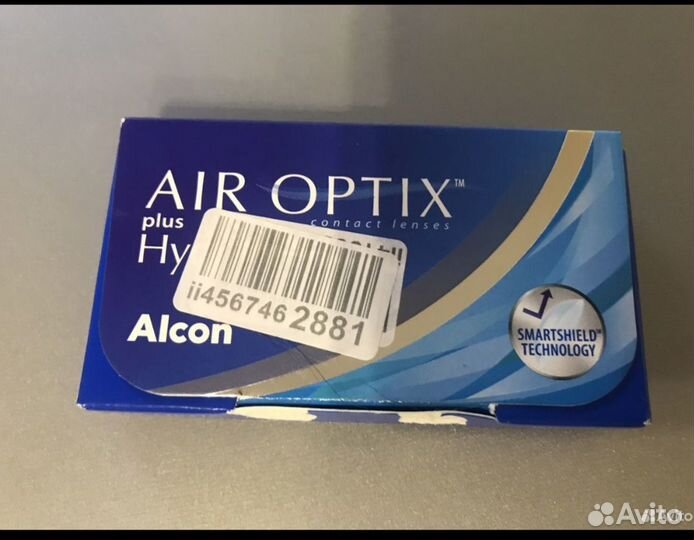 AIR OPTIX™
plus
contact lenses
Hy
ii456746 2881
Alcon
SMARTSHIELD™
TECHNOLOGY
Avito